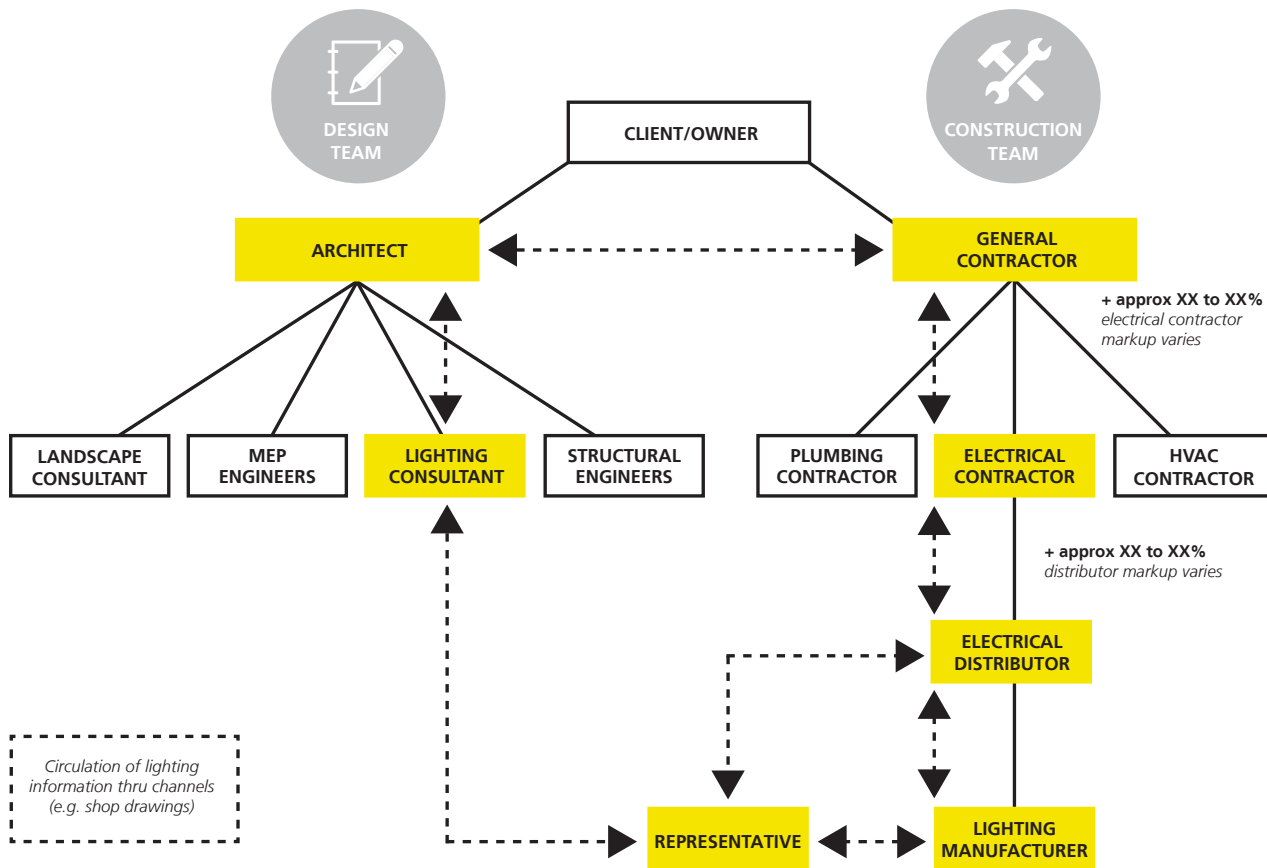 DESIGN
TEAM
CLIENT/OWNER
CONSTRUCTION
TEAM
ARCHITECT
GENERAL
CONTRACTOR
+ approx XX to XX%
electrical contractor
markup varies
LANDSCAPE
CONSULTANT
MEP
ENGINEERS
LIGHTING
CONSULTANT
STRUCTURAL
ENGINEERS
PLUMBING
CONTRACTOR
ELECTRICAL
CONTRACTOR
HVAC
CONTRACTOR
+ approx XX to XX%
distributor markup varies
ELECTRICAL
DISTRIBUTOR
Circulation of lighting
information thru channels
(e.g. shop drawings)
REPRESENTATIVE
LIGHTING
MANUFACTURER